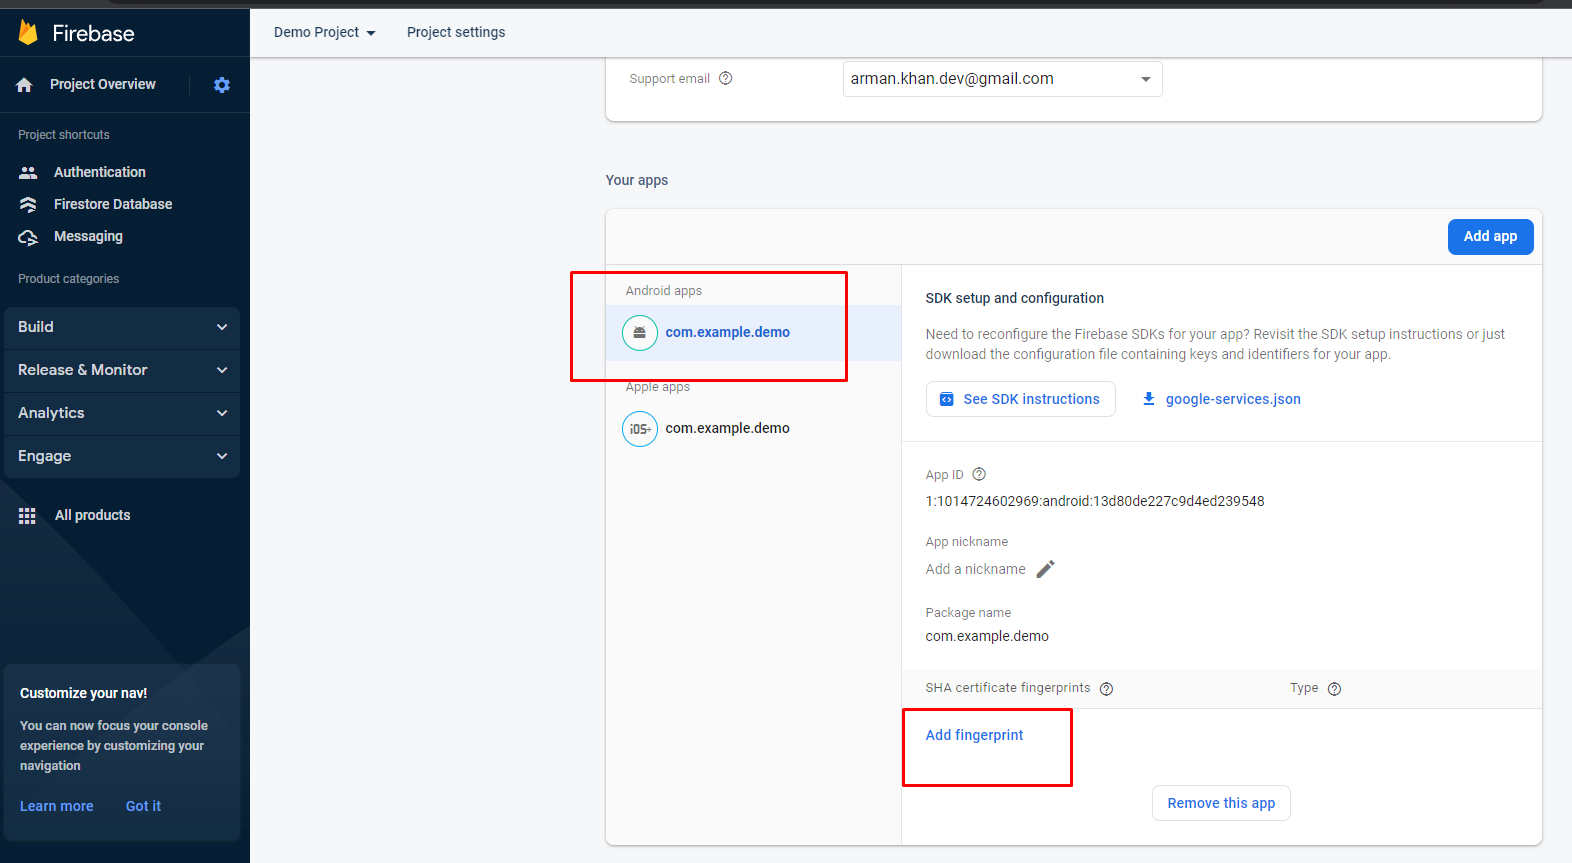 Firebase
Demo Project
Project settings
Project Overview
Project shortcuts
Authentication
Firestore Database
Messaging
Product categories
Build
Release & Monitor
Analytics
Engage
All products
Customize your nav!
You can now focus your console
experience by customizing your
navigation
Learn more
Got it
Support email
arman.khan.dev@gmail.com
Your apps
Add app
Android apps
com.example.demo
Apple apps
iOS+
com.example.demo
SDK setup and configuration
Need to reconfigure the Firebase SDKs for your app? Revisit the SDK setup instructions or just
download the configuration file containing keys and identifiers for your app.
See SDK instructions
google-services.json
App ID
1:1014724602969:android:13d80de227c9d4ed239548
App nickname
Add a nickname
Package name
com.example.demo
SHA certificate fingerprints
Type
Add fingerprint
Remove this app